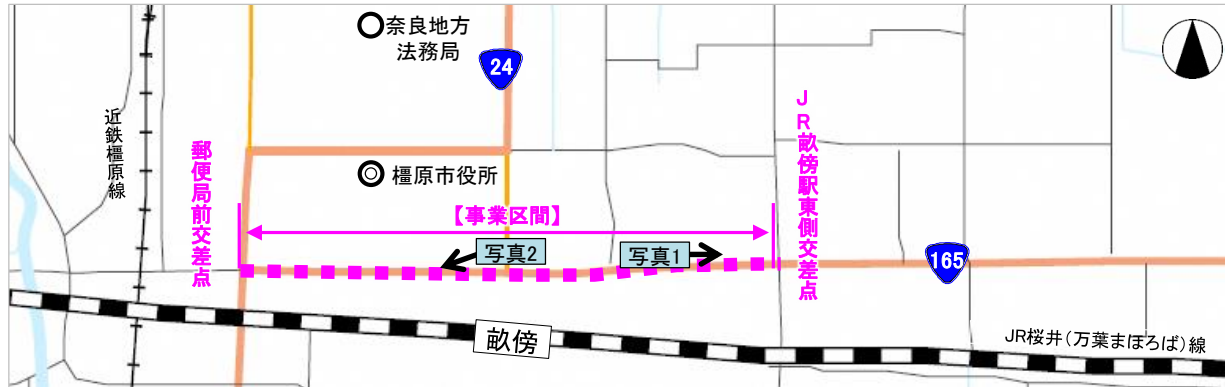 奈良地方
法務局
24
近鉄橿原線
郵便局前交差点
橿原市役所
【事業区間】
写真2
写真1
JR畝傍駅東側交差点
165
畝傍
JR桜井(万葉まほろば)線